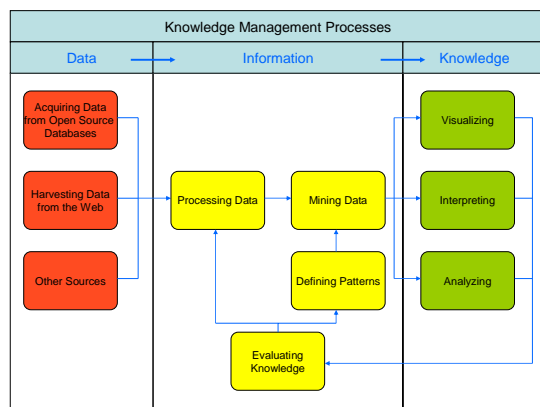 Knowledge Management Processes
Data
Information
Knowledge
Acquiring Data
from Open Source
Databases
Visualizing
Harvesting Data
from the Web
Processing Data
Mining Data
Interpreting
Other Sources
Defining Patterns
Analyzing
Evaluating
Knowledge